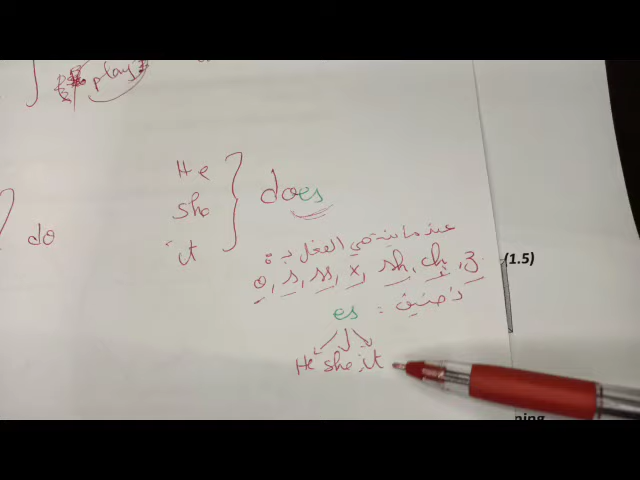 plays
He
she
it
does
do
عندما ينتهي الفعل بـ:
o, s, ss, x, sh, ch, z
نضيف: es
He she it
(1.5)